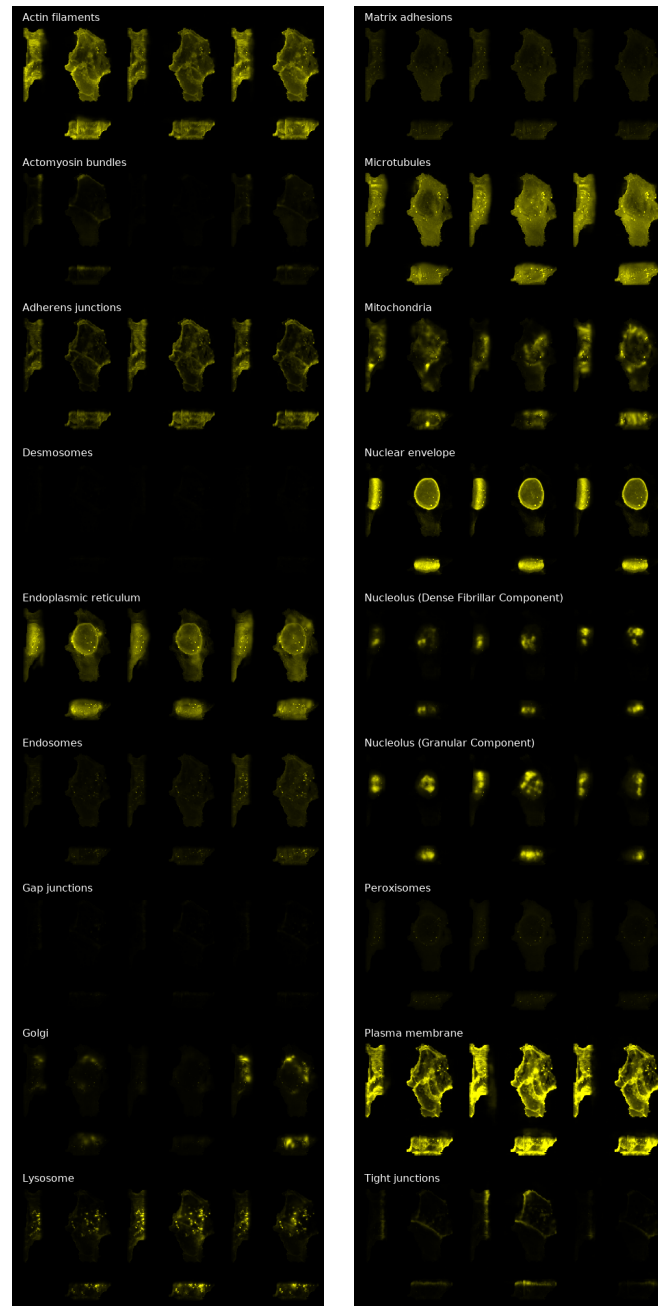 Actin filaments
Actomyosin bundles
Adherens junctions
Desmosomes
Endoplasmic reticulum
Endosomes
Gap junctions
Golgi
Lysosome
Matrix adhesions
Microtubules
Mitochondria
Nuclear envelope
Nucleolus (Dense Fibrillar Component)
Nucleolus (Granular Component)
Peroxisomes
Plasma membrane
Tight junctions